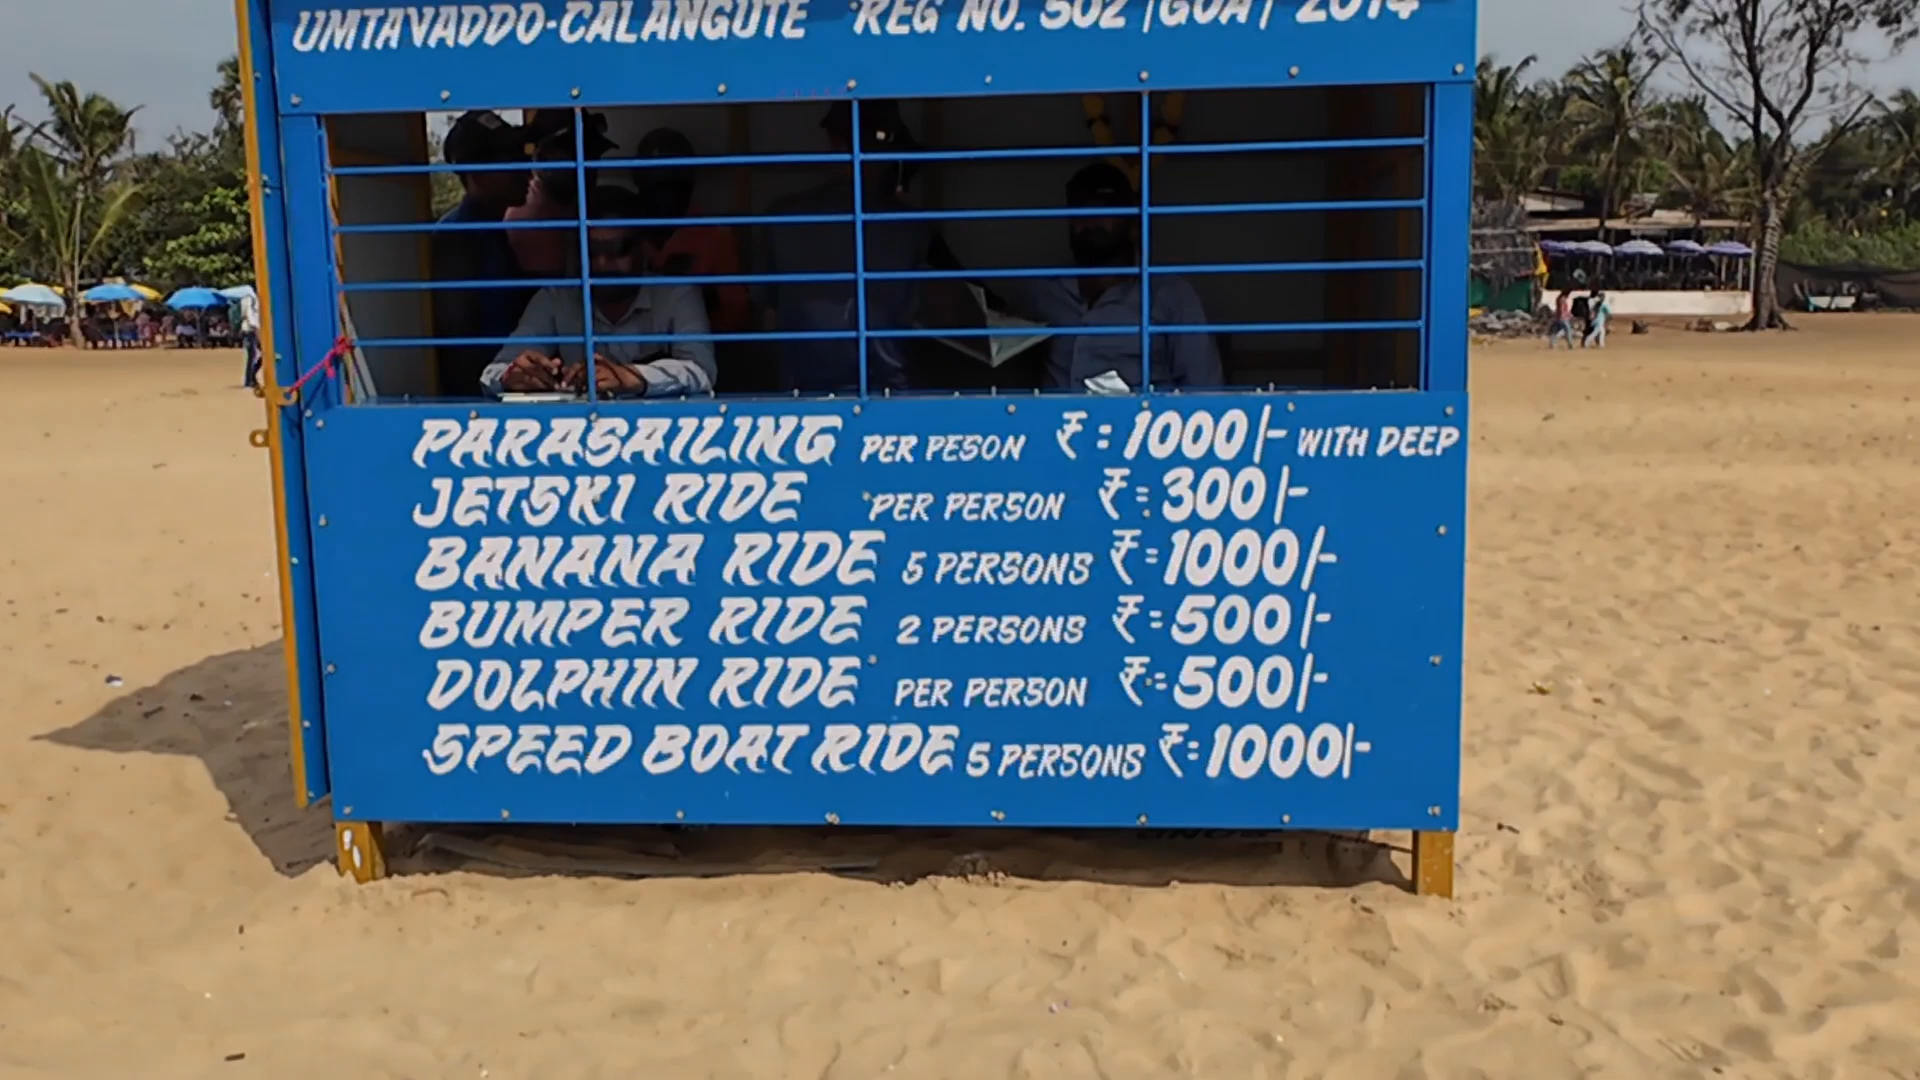 UMTAVADDO-CALANGUTE REG NO. 502 /GOA/ 2014
PARASAILING PER PESON ₹: 1000/- WITH DEEP
JETSKI RIDE PER PERSON ₹= 300/-
BANANA RIDE 5 PERSONS ₹=1000/-
BUMPER RIDE 2 PERSONS ₹=500/-
DOLPHIN RIDE PER PERSON ₹=500/-
SPEED BOAT RIDE 5 PERSONS ₹=1000/-